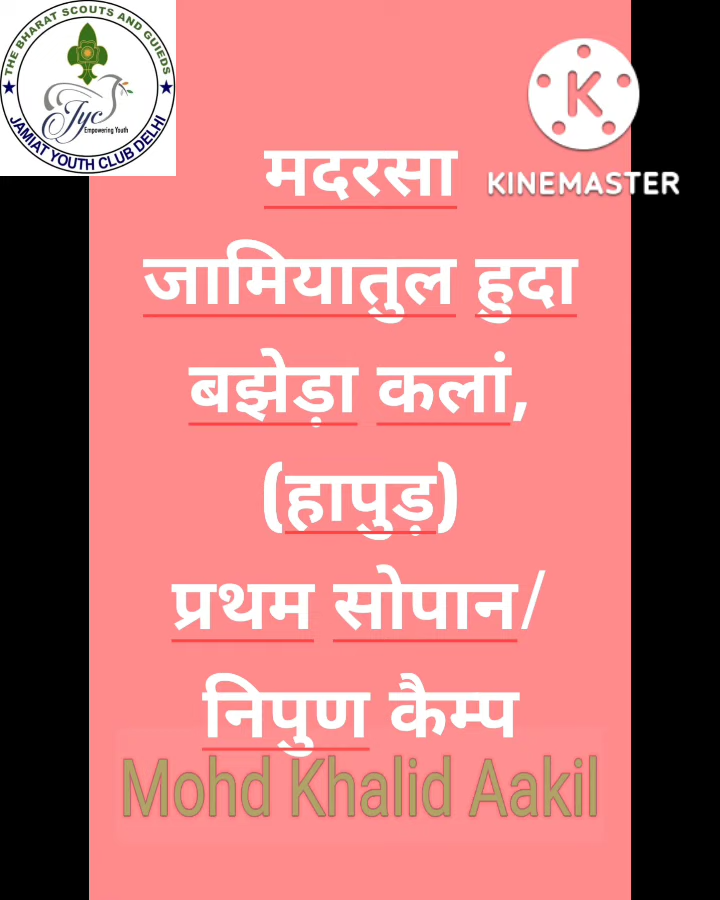 THE BHARAT SCOUTS AND GUIEDS
Jyc
Empowering Youth
JAMIAT YOUTH CLUB DELHI
K
KINEMASTER
मदरसा
जामियातुल हुदा
बझेड़ा कलां,
(हापुड़)
प्रथम सोपान/
निपुण कैम्प
Mohd Khalid Aakil